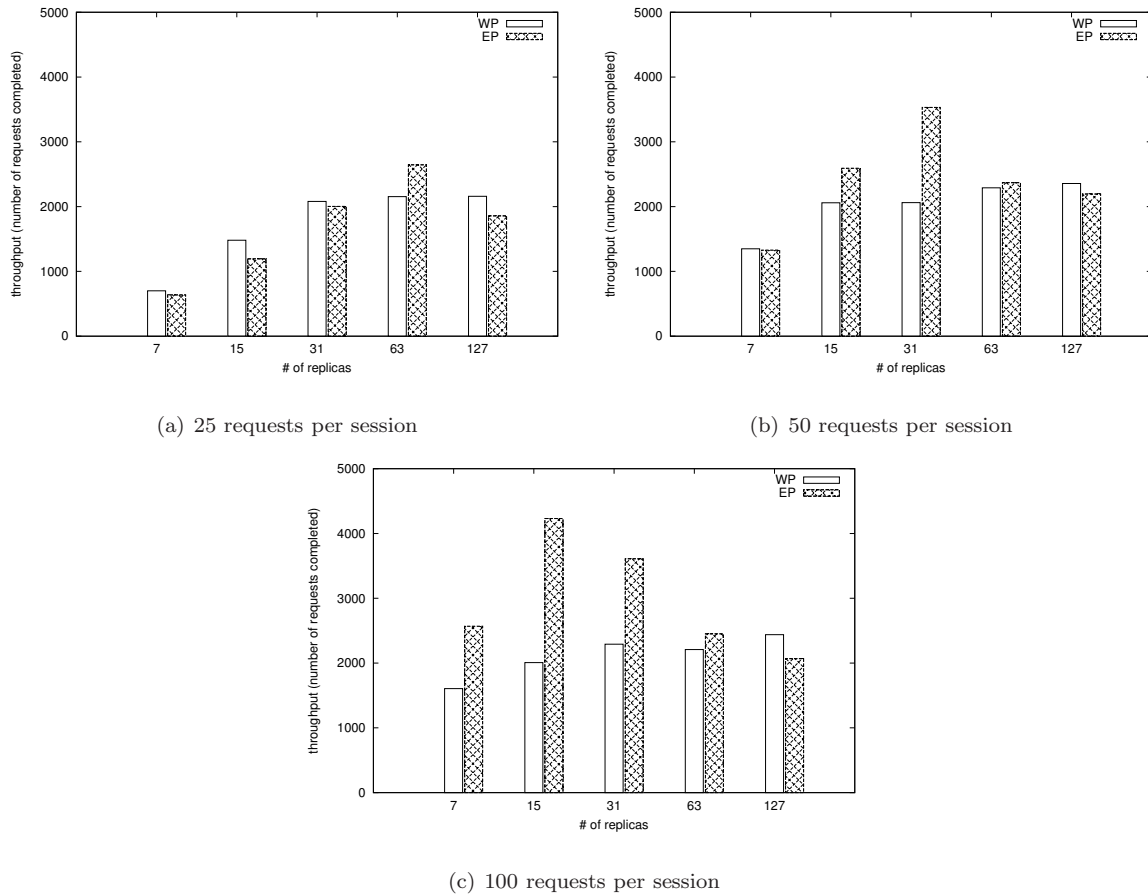 5000
4000
3000
2000
1000
0
throughput (number of requests completed)
WP
EP
7 15 31 63 127
# of replicas
(a) 25 requests per session
5000
4000
3000
2000
1000
0
throughput (number of requests completed)
WP
EP
7 15 31 63 127
# of replicas
(b) 50 requests per session
5000
4000
3000
2000
1000
0
throughput (number of requests completed)
WP
EP
7 15 31 63 127
# of replicas
(c) 100 requests per session